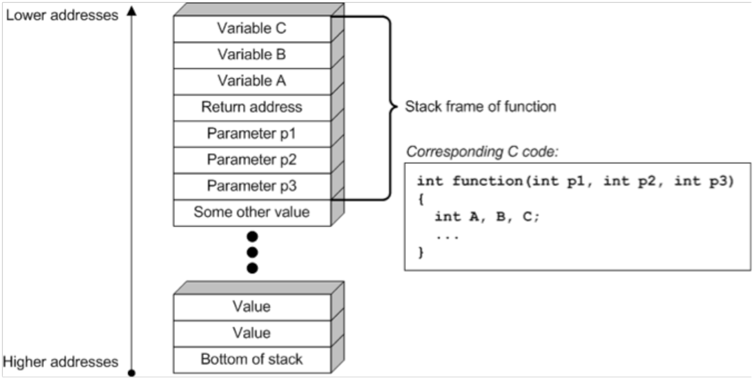 Lower addresses
Variable C
Variable B
Variable A
Return address
Parameter p1
Parameter p2
Parameter p3
Some other value
Stack frame of function
Corresponding C code:
int function(int p1, int p2, int p3)
{
int A, B, C;
...
}
Value
Value
Bottom of stack
Higher addresses